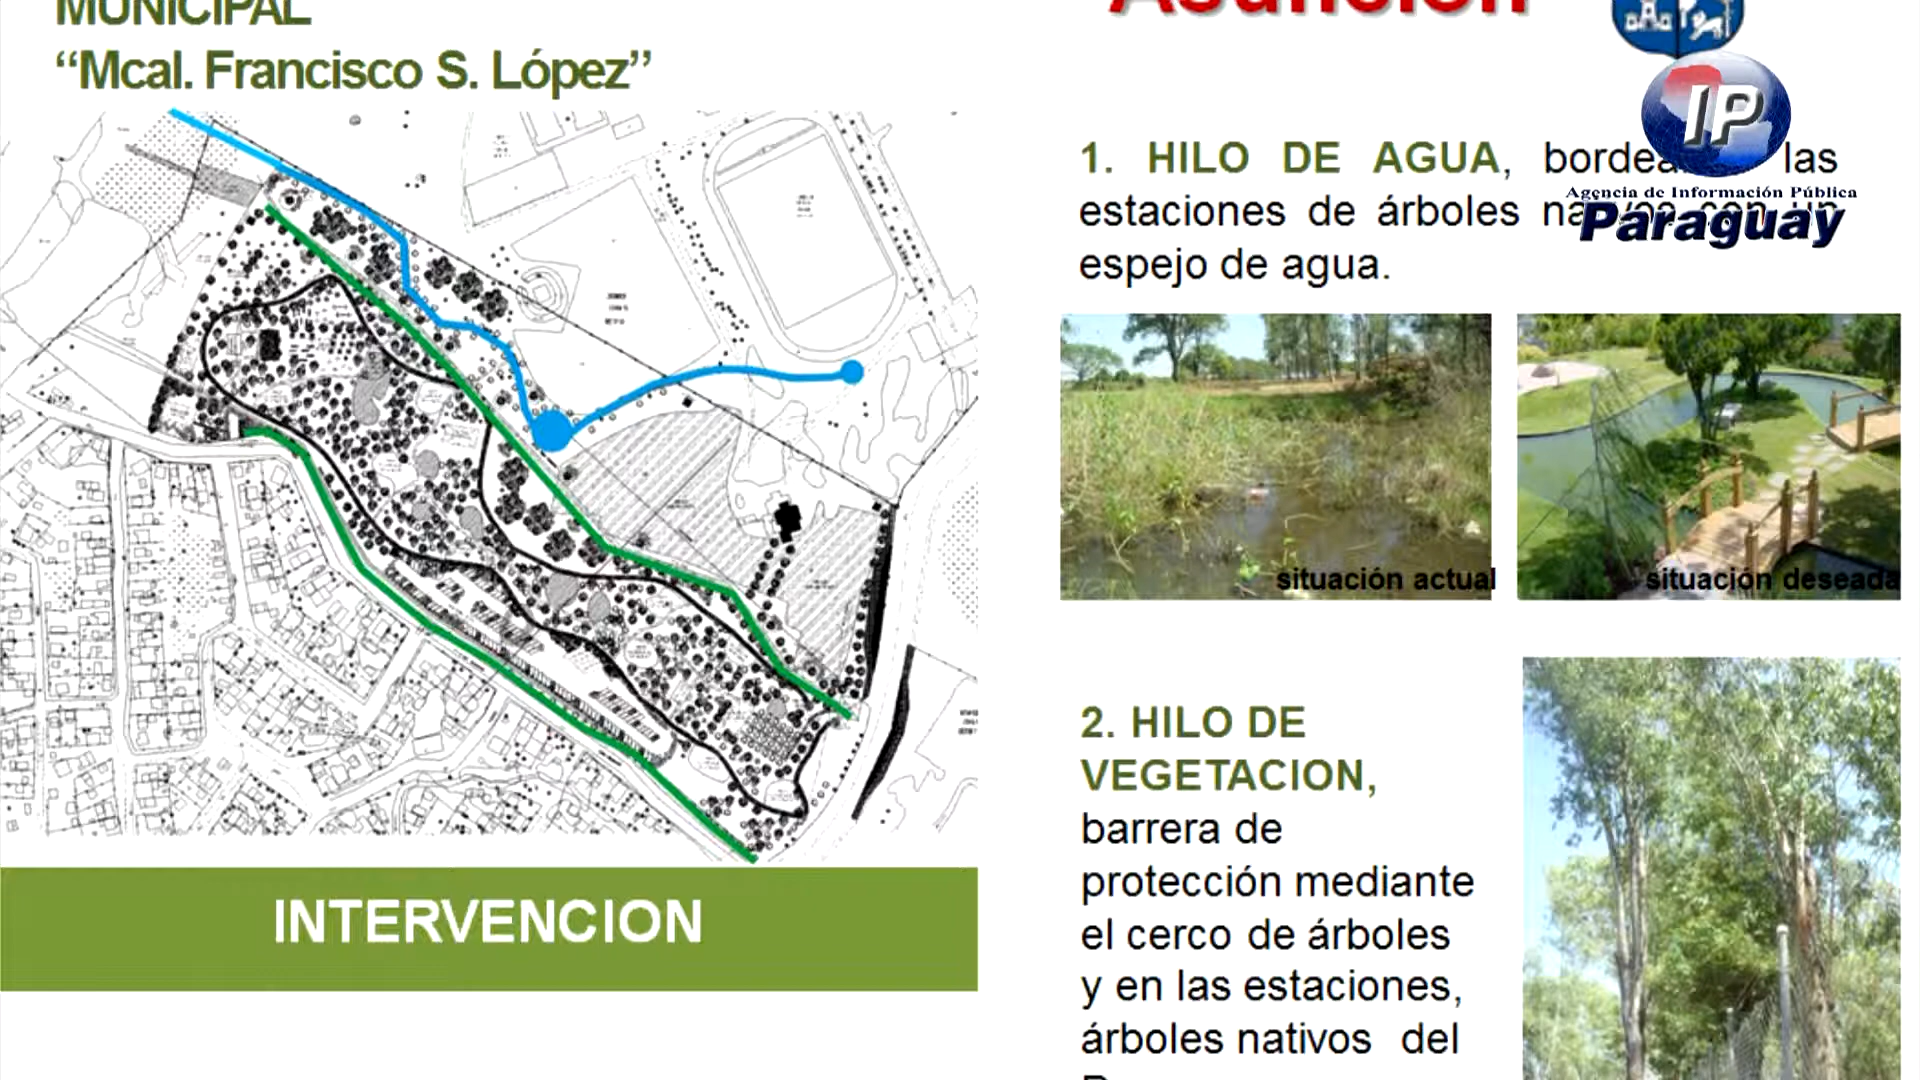 MUNICIPAL
“Mcal. Francisco S. López”
INTERVENCION
Asunción
IP
Agencia de Información Pública
Paraguay
1. HILO DE AGUA, las
estaciones de árboles
espejo de agua.
situación actual
situación deseada
2. HILO DE
VEGETACION,
barrera de
protección mediante
el cerco de árboles
y en las estaciones,
árboles nativos del